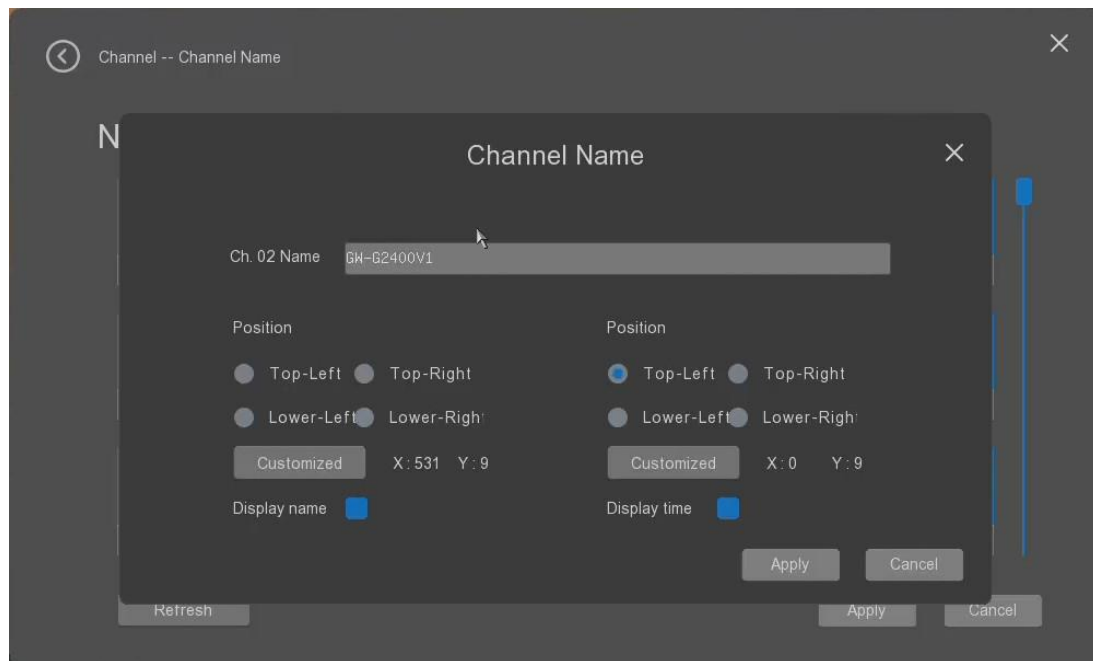 Channel -- Channel Name
N
Channel Name
Ch. 02 Name GW-G2400V1
Position Position
Top-Left Top-Right Top-Left Top-Right
Lower-Left Lower-Righ Lower-Left Lower-Righ
Customized X:531 Y:9 Customized X:0 Y:9
Display name Display time
Apply Cancel
Refresh Apply Cancel